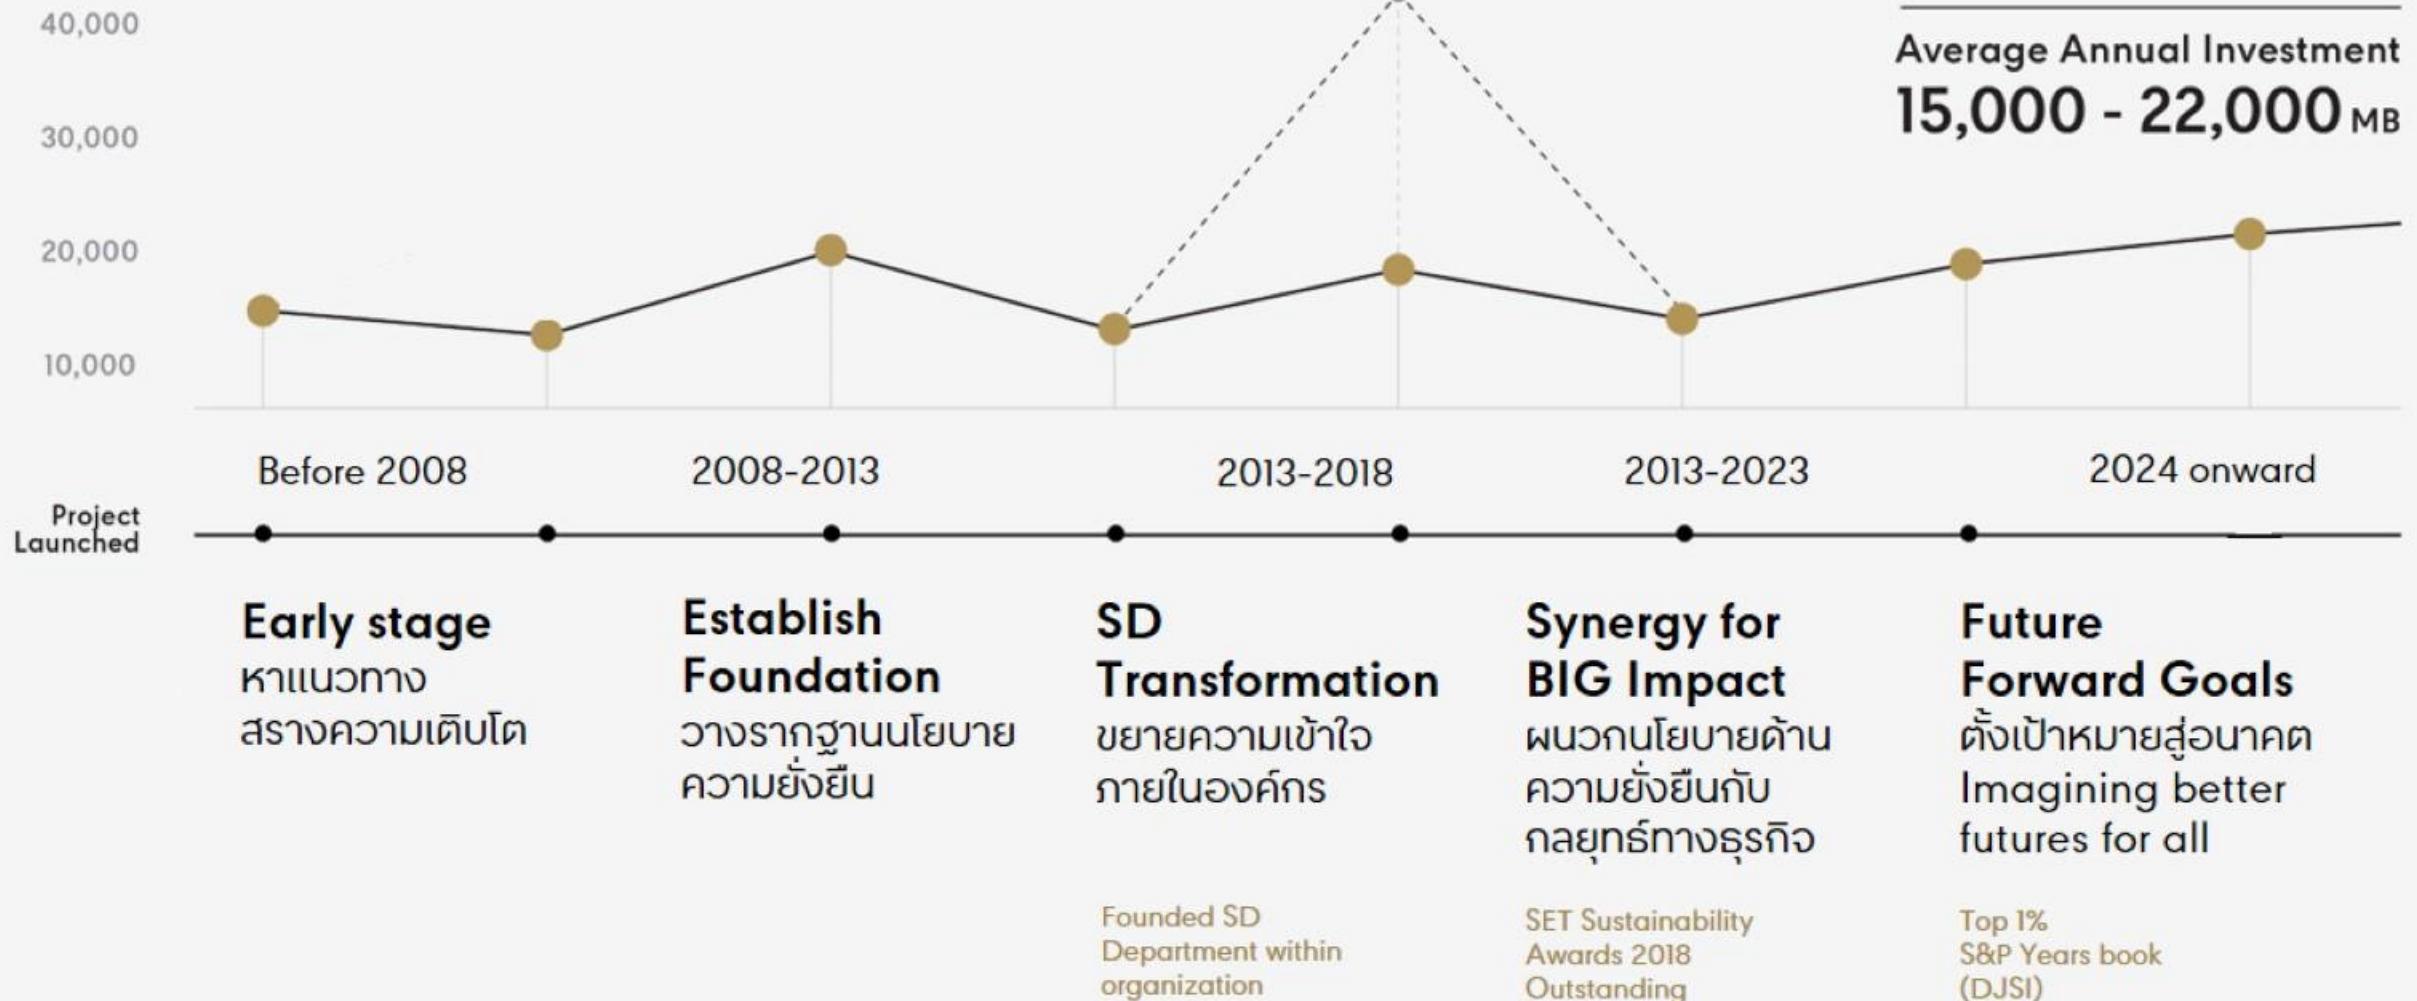 40,000
30,000
20,000
10,000
Average Annual Investment
15,000 - 22,000 MB
Before 2008
2008-2013
2013-2018
2013-2023
2024 onward
Project
Launched
Early stage
หาแนวทาง
สรางความเติบโต
Establish
Foundation
วางรากฐานนโยบาย
ความยั่งยืน
SD
Transformation
ขยายความเข้าใจ
ภายในองค์กร
Synergy for
BIG Impact
ผนวกนโยบายด้าน
ความยั่งยืนกับ
กลยุทธ์ทางธุรกิจ
Future
Forward Goals
ตั้งเป้าหมายสู่อนาคต
Imagining better
futures for all
Founded SD
Department within
organization
SET Sustainability
Awards 2018
Outstanding
Top 1%
S&P Years book
(DJSI)